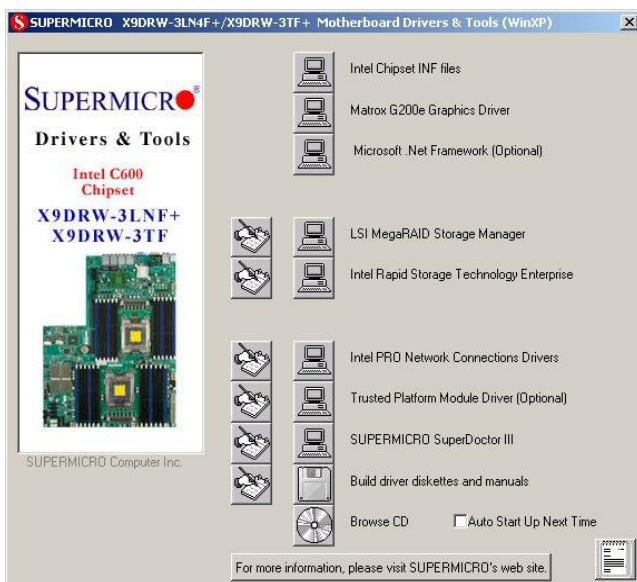 SUPERMICRO X9DRW-3LN4F+/X9DRW-3TF+ Motherboard Drivers & Tools (WinXP)
SUPERMICR®
Drivers & Tools
Intel C600
Chipset
X9DRW-3LNF+
X9DRW-3TF
SUPERMICRO Computer Inc.
Intel Chipset INF files
Matrox G200e Graphics Driver
Microsoft .Net Framework (Optional)
LSI MegaRAID Storage Manager
Intel Rapid Storage Technology Enterprise
Intel PRO Network Connections Drivers
Trusted Platform Module Driver (Optional)
SUPERMICRO SuperDoctor III
Build driver diskettes and manuals
Browse CD Auto Start Up Next Time
For more information, please visit SUPERMICRO's web site.